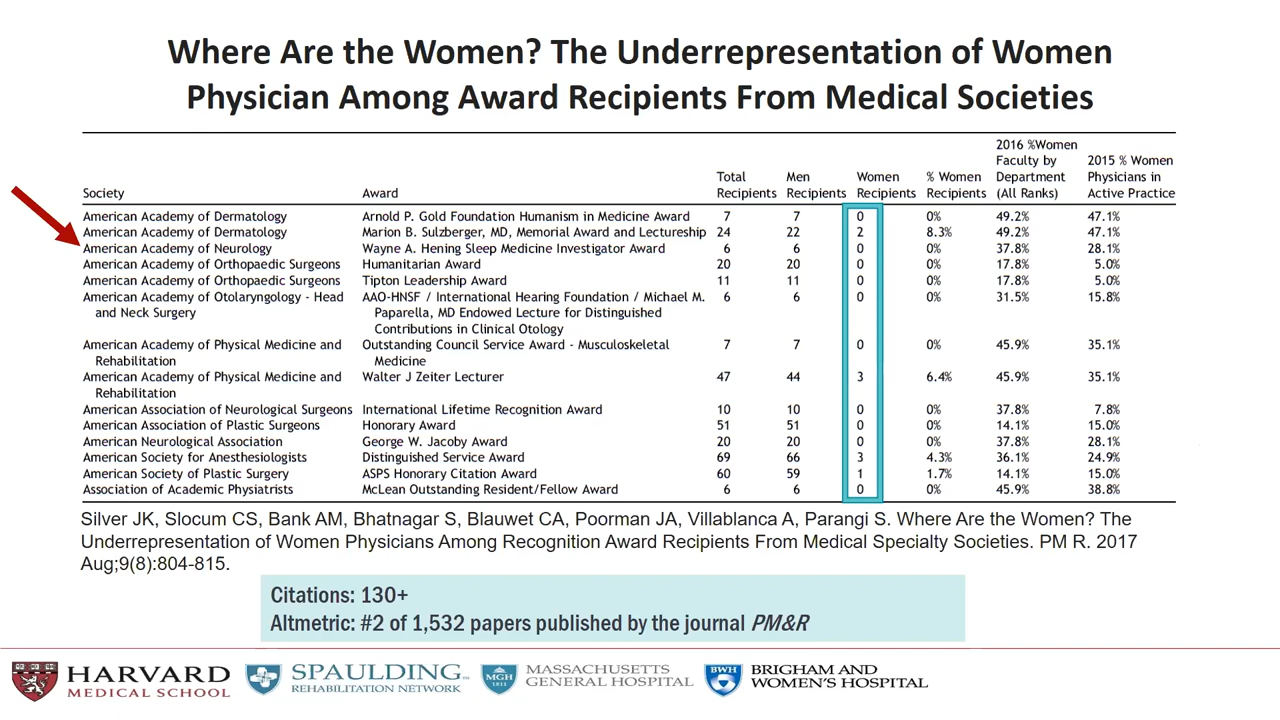 Where Are the Women? The Underrepresentation of Women
Physician Among Award Recipients From Medical Societies
Society Award Total Recipients Men Recipients Women Recipients % Women Recipients 2016 %Women Faculty by Department (All Ranks) 2015 % Women Physicians in Active Practice
American Academy of Dermatology Arnold P. Gold Foundation Humanism in Medicine Award 7 7 0 0% 49.2% 47.1%
American Academy of Dermatology Marion B. Sulzberger, MD, Memorial Award and Lectureship 24 22 2 8.3% 49.2% 47.1%
American Academy of Neurology Wayne A. Hening Sleep Medicine Investigator Award 6 6 0 0% 37.8% 28.1%
American Academy of Orthopaedic Surgeons Humanitarian Award 20 20 0 0% 17.8% 5.0%
American Academy of Orthopaedic Surgeons Tipton Leadership Award 11 11 0 0% 17.8% 5.0%
American Academy of Otolaryngology - Head AAO-HNSF / International Hearing Foundation / Michael M. 6 6 0 0% 31.5% 15.8%
and Neck Surgery Paparella, MD Endowed Lecture for Distinguished
Contributions in Clinical Otology
American Academy of Physical Medicine and Outstanding Council Service Award - Musculoskeletal 7 7 0 0% 45.9% 35.1%
Rehabilitation Medicine
American Academy of Physical Medicine and Walter J Zeiter Lecturer 47 44 3 6.4% 45.9% 35.1%
Rehabilitation
American Association of Neurological Surgeons International Lifetime Recognition Award 10 10 0 0% 37.8% 7.8%
American Association of Plastic Surgeons Honorary Award 51 51 0 0% 14.1% 15.0%
American Neurological Association George W. Jacoby Award 20 20 0 0% 37.8% 28.1%
American Society for Anesthesiologists Distinguished Service Award 69 66 3 4.3% 36.1% 24.9%
American Society of Plastic Surgery ASPS Honorary Citation Award 60 59 1 1.7% 14.1% 15.0%
Association of Academic Physiatrists McLean Outstanding Resident/Fellow Award 6 6 0 0% 45.9% 38.8%
Silver JK, Slocum CS, Bank AM, Bhatnagar S, Blauwet CA, Poorman JA, Villablanca A, Parangi S. Where Are the Women? The
Underrepresentation of Women Physicians Among Recognition Award Recipients From Medical Specialty Societies. PM R. 2017
Aug;9(8):804-815.
Citations: 130+
Altmetric: #2 of 1,532 papers published by the journal PM&R
HARVARD
MEDICAL SCHOOL
SPAULDING
REHABILITATION NETWORK
MGH
1811
MASSACHUSETTS
GENERAL HOSPITAL
BWH
BRIGHAM AND
WOMEN'S HOSPITAL